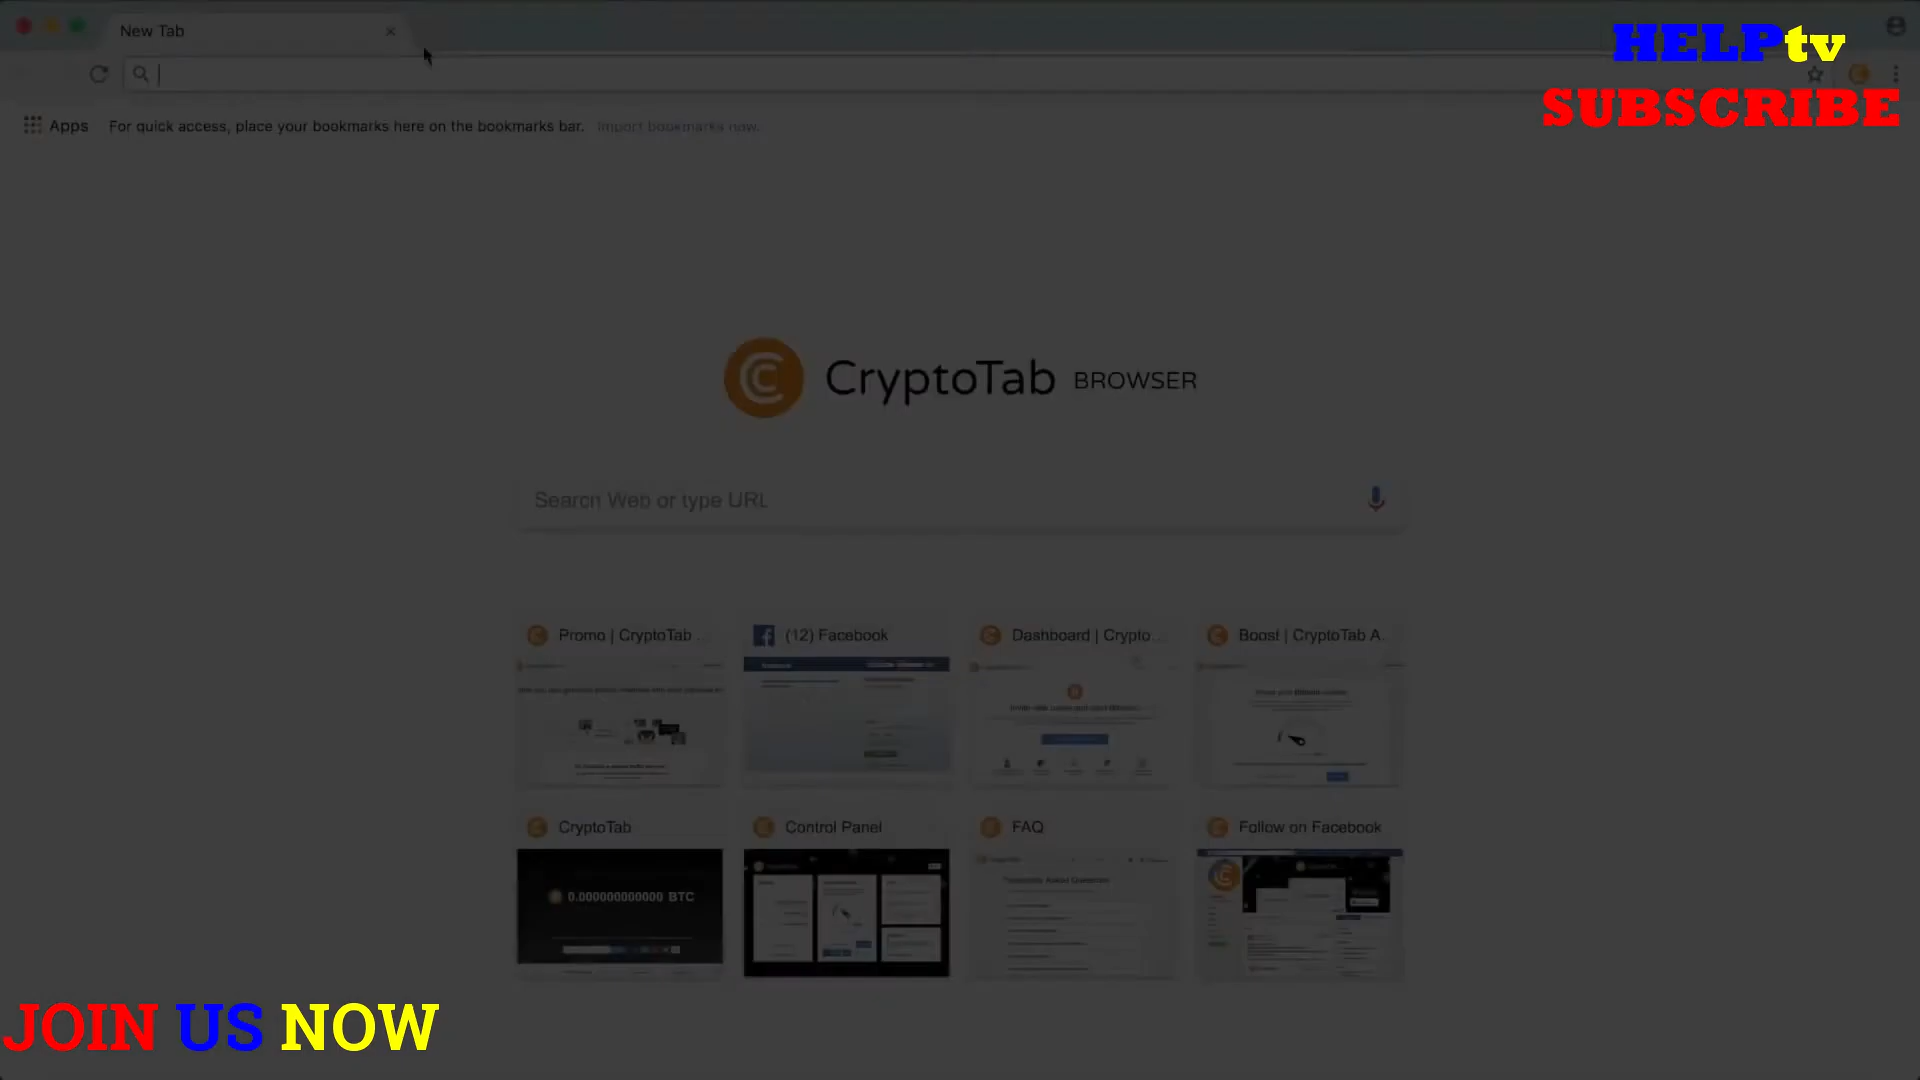 New Tab
HELPtv
SUBSCRIBE
Apps
For quick access, place your bookmarks here on the bookmarks bar. Import bookmarks now.
CryptoTab BROWSER
Search Web or type URL
Promo | CryptoTab ...
(12) Facebook
Dashboard | Crypto...
Boost | CryptoTab A...
CryptoTab
Control Panel
FAQ
Follow on Facebook
0.000000000000 BTC
JOIN US NOW